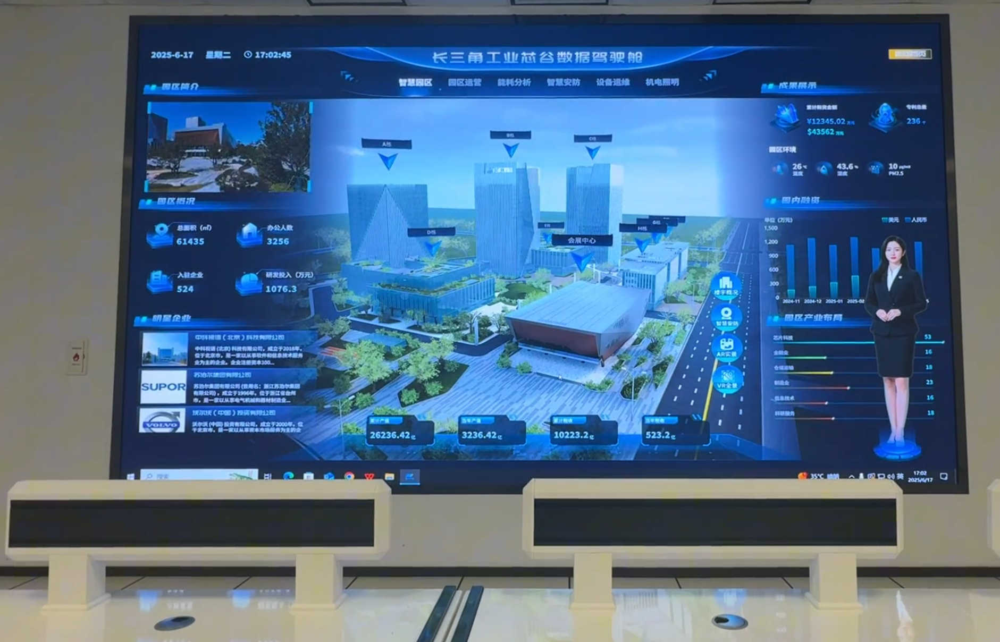 2025-6-17 星期二 17:02:45
长三角工业芯谷数据驾驶舱
智慧园区 园区运营 能耗分析 智慧安防 设备运维 机电照明
园区简介
园区概况
总面积（㎡）
61435
办公人数
3256
入驻企业
524
研发投入（万元）
1076.3
明星企业
中科视语（北京）科技有限公司
中科视语 (北京) 科技有限公司，成立于2018年，
位于北京市，是一家以从事软件和信息技术服务
业为主的企业。企业注册资本100...
SUPOR
苏泊尔集团有限公司
苏泊尔集团有限公司 (曾用名：浙江苏泊尔集团
有限公司) ，成立于1996年，位于浙江省台州
市，是一家以从事电气机械和器材制造业...
VOLVO
沃尔沃（中国）投资有限公司
沃尔沃 (中国) 投资有限公司，成立于2000年，位
于北京市，是一家以从事资本市场服务为主的企
A栋
B栋
C栋
D栋
E栋
会展中心
H栋
G栋
楼宇概况
智慧安防
AR实景
VR全景
累计产值
26236.42亿
当年产值
3236.42亿
累计税收
10223.2亿
当年税收
523.2亿
成果展示
累计融资金额
¥12345.02 万元
$43562 万元
专利总数
236 个
园区环境
26 ℃
温度
43.6 %
湿度
10 μg/m³
PM2.5
园内融资
单位（万元）
美元 人民币
1,500
1,200
900
600
300
0
2024-11 2024-12 2025-01 2025-02
园区产业布局
芯片科技 53
金融业 16
仓储运输 18
制造业 23
信息技术 16
科研服务 18
搜索
35°C 晴朗
英
17:02
2025/6/17